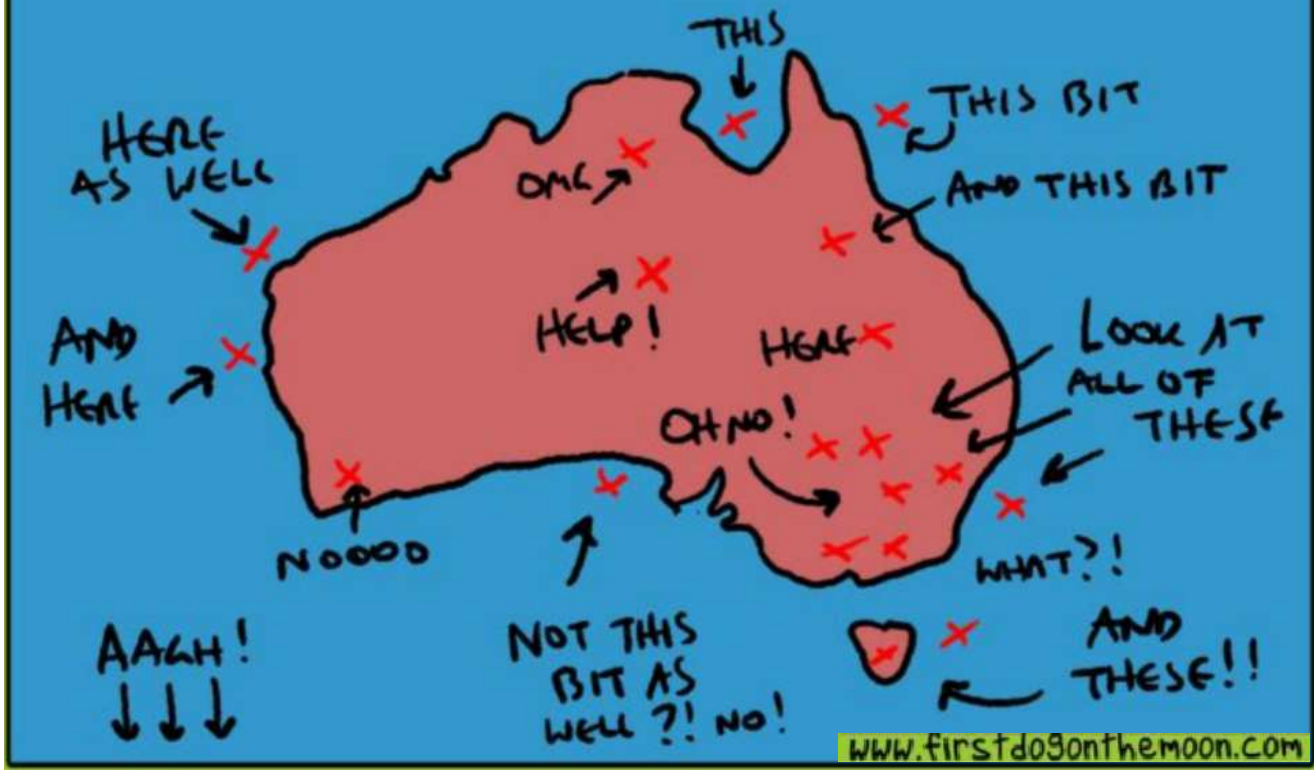 THIS
THIS BIT
HERE
AS WELL
OMG
AND THIS BIT
HELP!
AND
HERE
HERE
LOOK AT
ALL OF
THESE
OH NO!
NOOOO
WHAT?!
AAGH!
NOT THIS
BIT AS
WELL?! NO!
AND
THESE!!
www.firstdogonthemoon.com